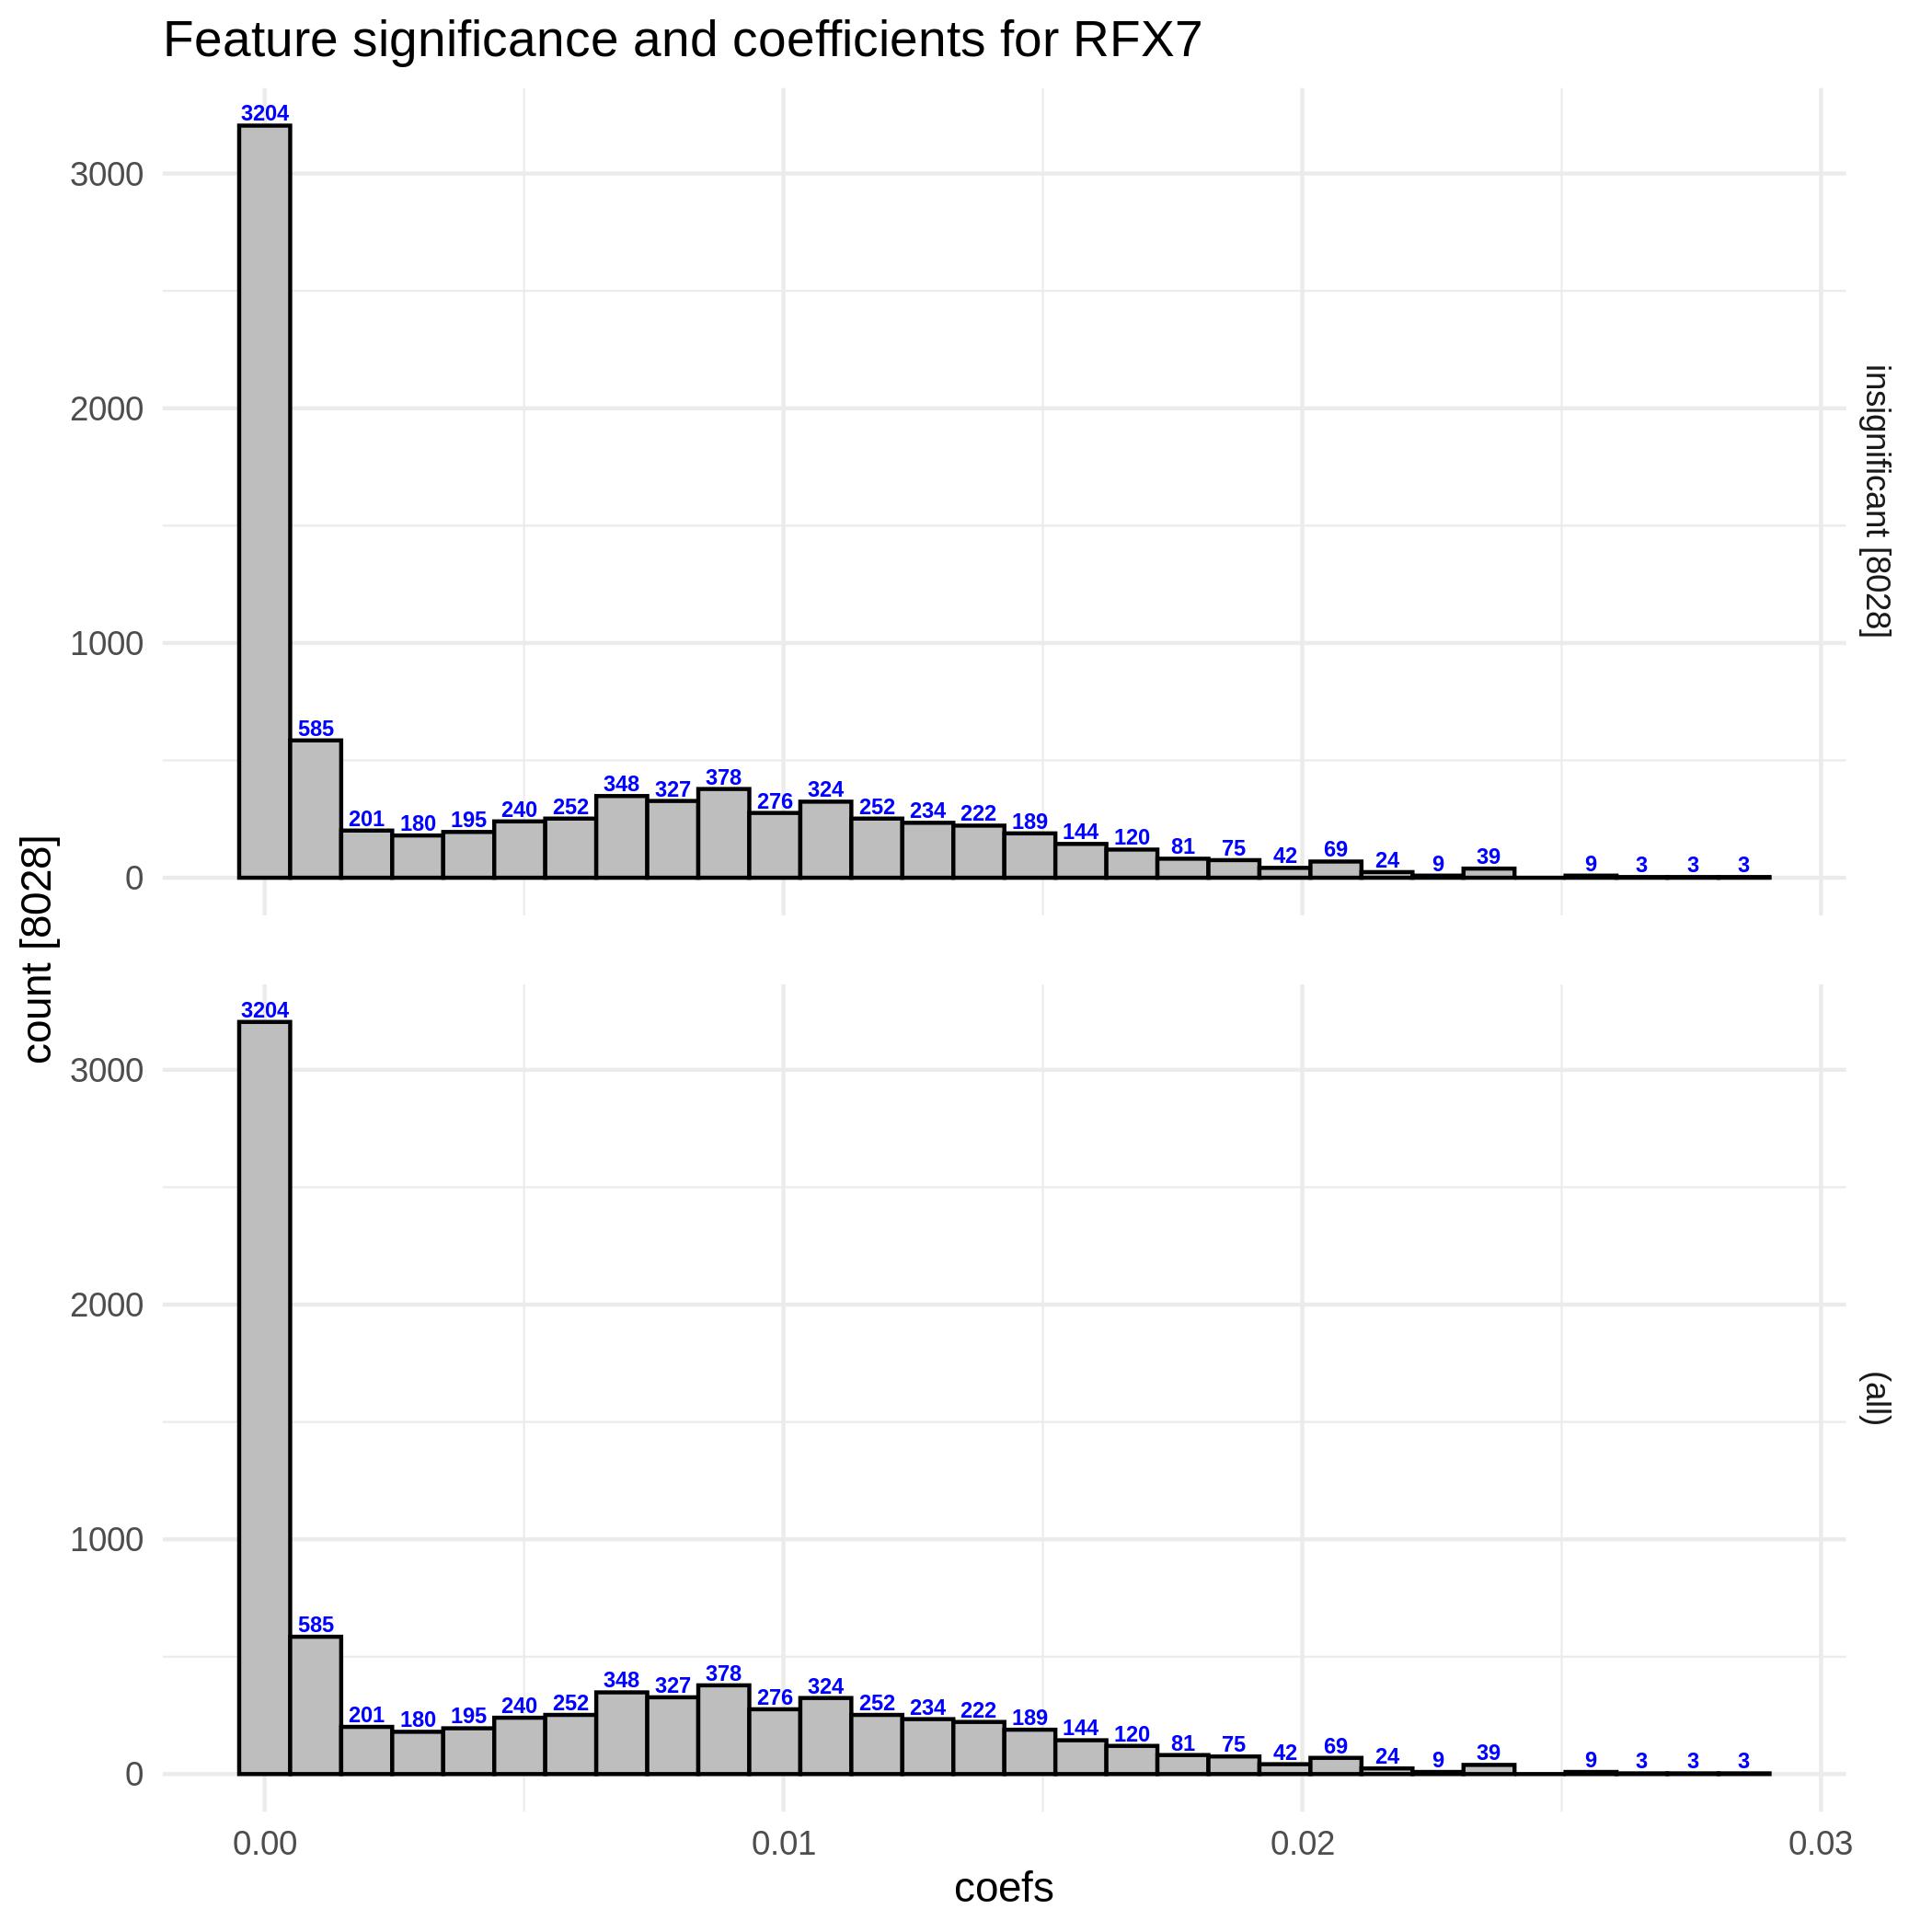 Feature significance and coefficients for RFX7
3204
3000
2000
1000
0
585
201 180 195 240 252 348 327 378 276 324 252 234 222 189 144 120 81 75 42 69 24 9 39 9 3 3 3
insignificant [8028]
count [8028]
3204
3000
2000
1000
0
585
201 180 195 240 252 348 327 378 276 324 252 234 222 189 144 120 81 75 42 69 24 9 39 9 3 3 3
(all)
0.00 0.01 0.02 0.03
coefs